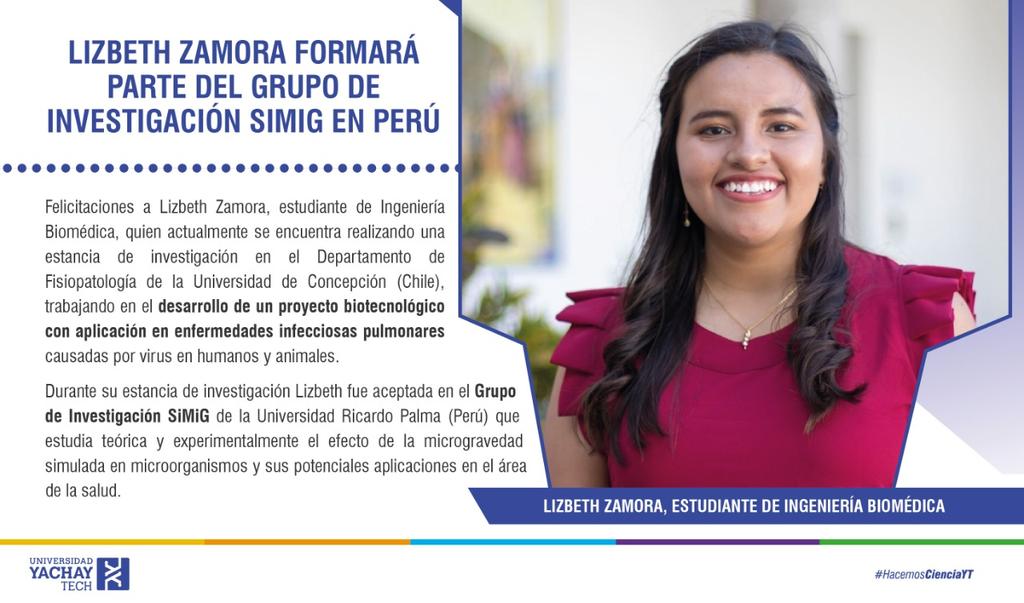 LIZBETH ZAMORA FORMARÁ
PARTE DEL GRUPO DE
INVESTIGACIÓN SIMIG EN PERÚ
Felicitaciones a Lizbeth Zamora, estudiante de Ingeniería
Biomédica, quien actualmente se encuentra realizando una
estancia de investigación en el Departamento de
Fisiopatología de la Universidad de Concepción (Chile),
trabajando en el desarrollo de un proyecto biotecnológico
con aplicación en enfermedades infecciosas pulmonares
causadas por virus en humanos y animales.
Durante su estancia de investigación Lizbeth fue aceptada en el Grupo
de Investigación SiMiG de la Universidad Ricardo Palma (Perú) que
estudia teórica y experimentalmente el efecto de la microgravedad
simulada en microorganismos y sus potenciales aplicaciones en el área
de la salud.
LIZBETH ZAMORA, ESTUDIANTE DE INGENIERÍA BIOMÉDICA
UNIVERSIDAD
YACHAY
TECH
#HacemosCienciaYT